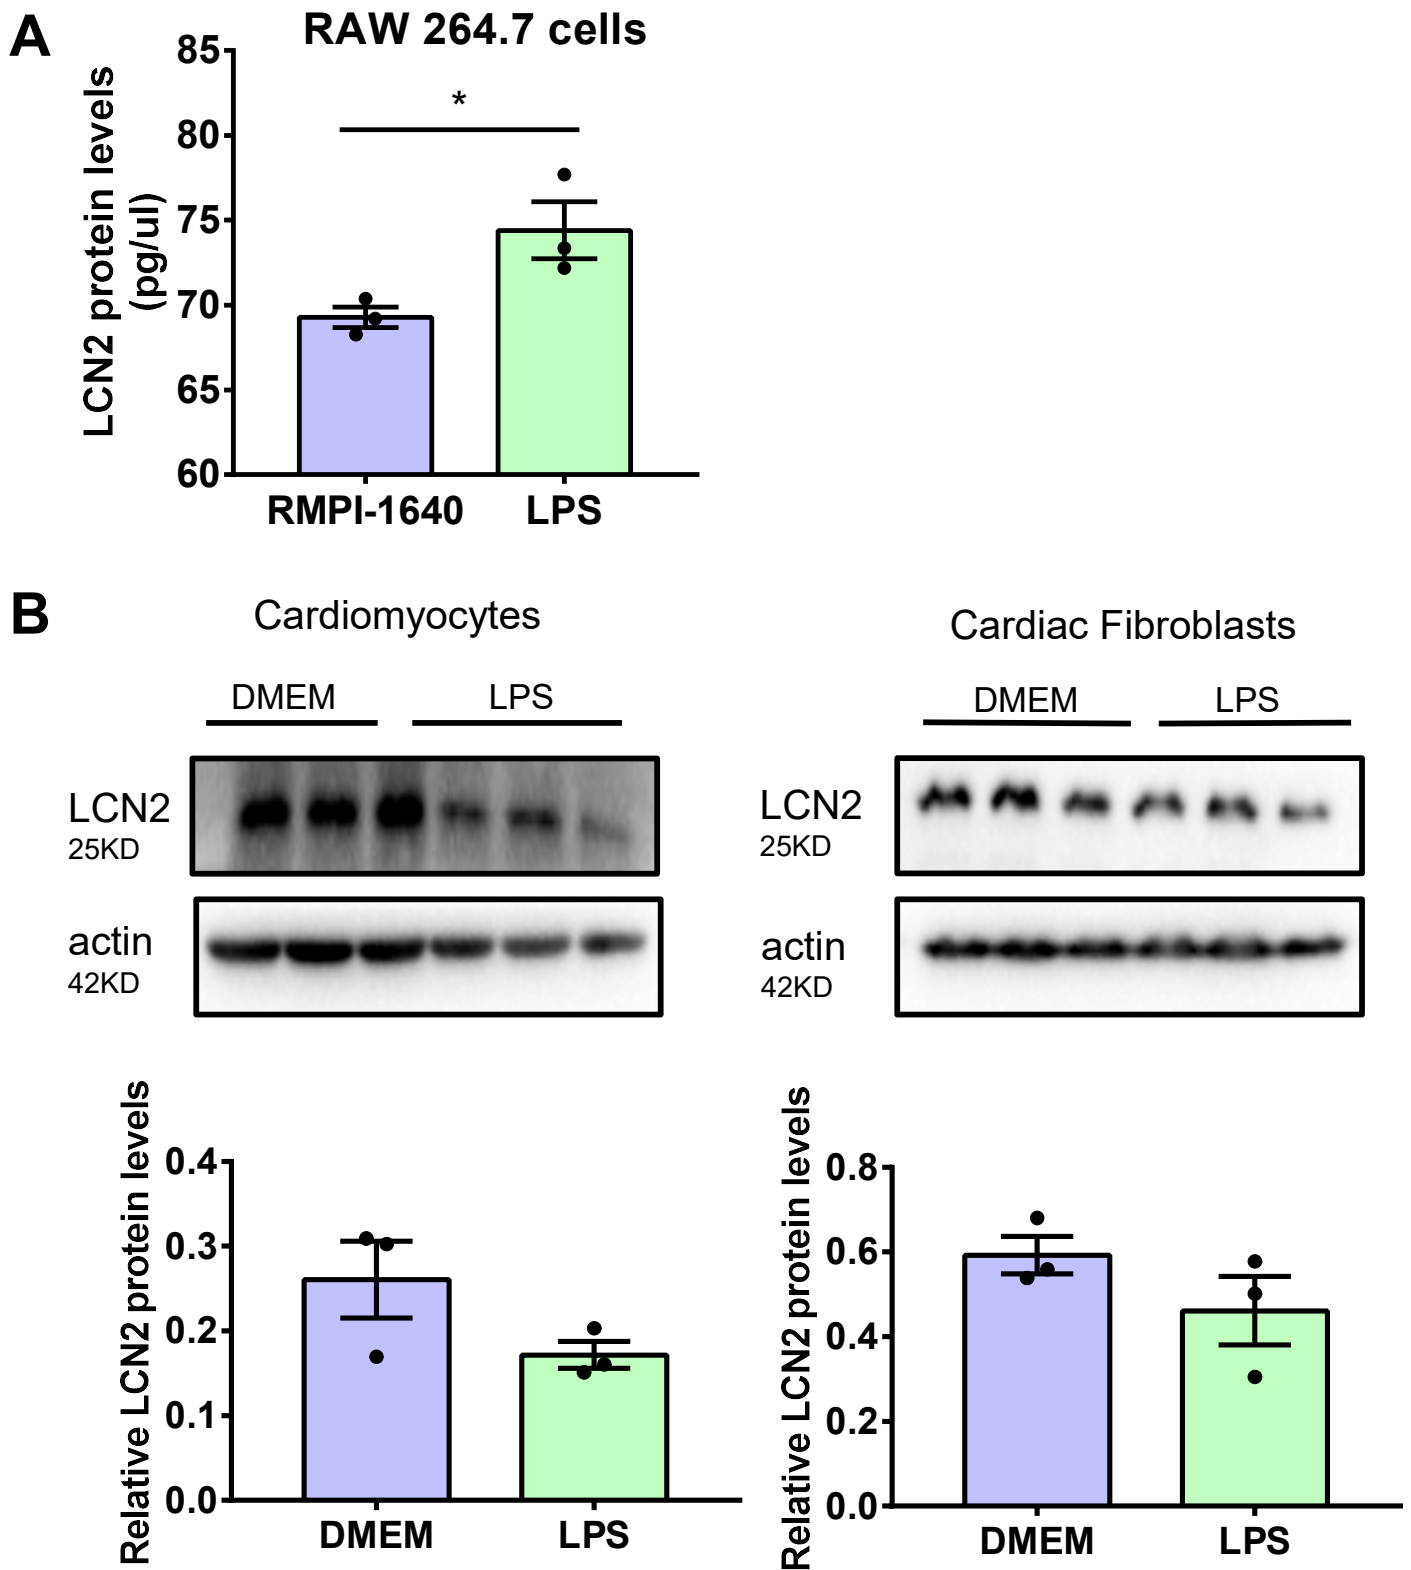 A
RAW 264.7 cells
LCN2 protein levels
(pg/ul)
85
80
75
70
65
60
*
RMPI-1640
LPS
B
Cardiomyocytes
DMEM
LPS
LCN2
25KD
actin
42KD
Relative LCN2 protein levels
0.4
0.3
0.2
0.1
0.0
DMEM
LPS
Cardiac Fibroblasts
DMEM
LPS
LCN2
25KD
actin
42KD
Relative LCN2 protein levels
0.8
0.6
0.4
0.2
0.0
DMEM
LPS